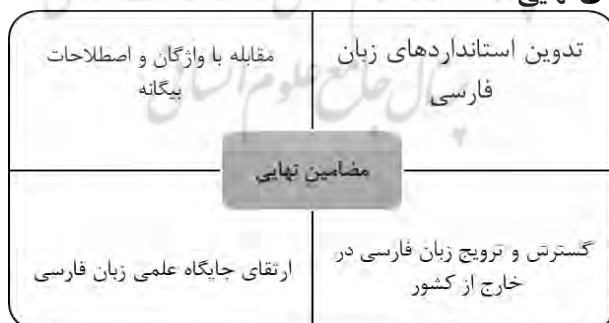 تدوین استانداردهای زبان
فارسی
مقابله با واژگان و اصطلاحات
بیگانه
مضامین نهایی
گسترش و ترویج زبان فارسی در
خارج از کشور
ارتقای جایگاه علمی زبان فارسی